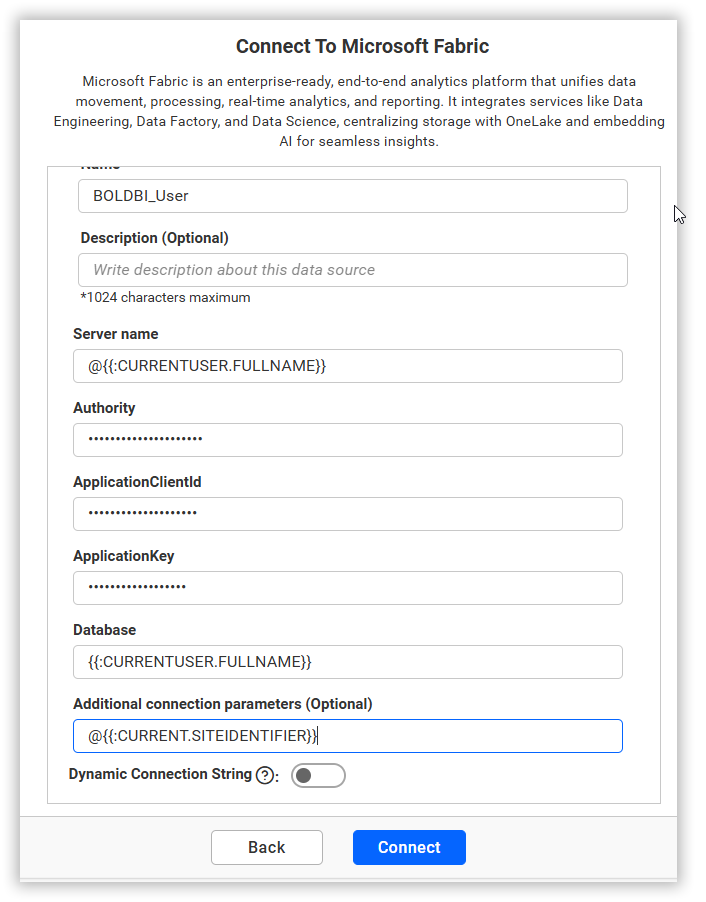 Connect To Microsoft Fabric
Microsoft Fabric is an enterprise-ready, end-to-end analytics platform that unifies data
movement, processing, real-time analytics, and reporting. It integrates services like Data
Engineering, Data Factory, and Data Science, centralizing storage with OneLake and embedding
AI for seamless insights.
Name
BOLDBI_User
Description (Optional)
Write description about this data source
*1024 characters maximum
Server name
@{{:CURRENTUSER.FULLNAME}}
Authority
•••••••••••••••••••••
ApplicationClientId
••••••••••••••••••••
ApplicationKey
••••••••••••••••••
Database
{{:CURRENTUSER.FULLNAME}}
Additional connection parameters (Optional)
@{{:CURRENT.SITEIDENTIFIER}}
Dynamic Connection String ? :
Back
Connect